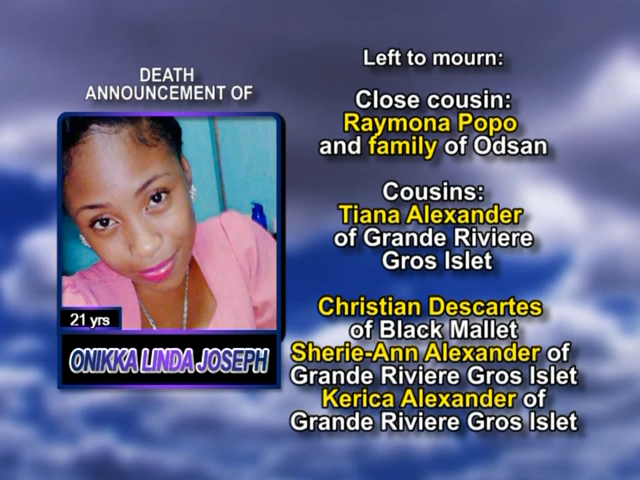 DEATH
ANNOUNCEMENT OF
21 yrs
ONIKKA LINDA JOSEPH
Left to mourn:
Close cousin:
Raymona Popo
and family of Odsan
Cousins:
Tiana Alexander
of Grande Riviere
Gros Islet
Christian Descartes
of Black Mallet
Sherie-Ann Alexander of
Grande Riviere Gros Islet
Kerica Alexander of
Grande Riviere Gros Islet